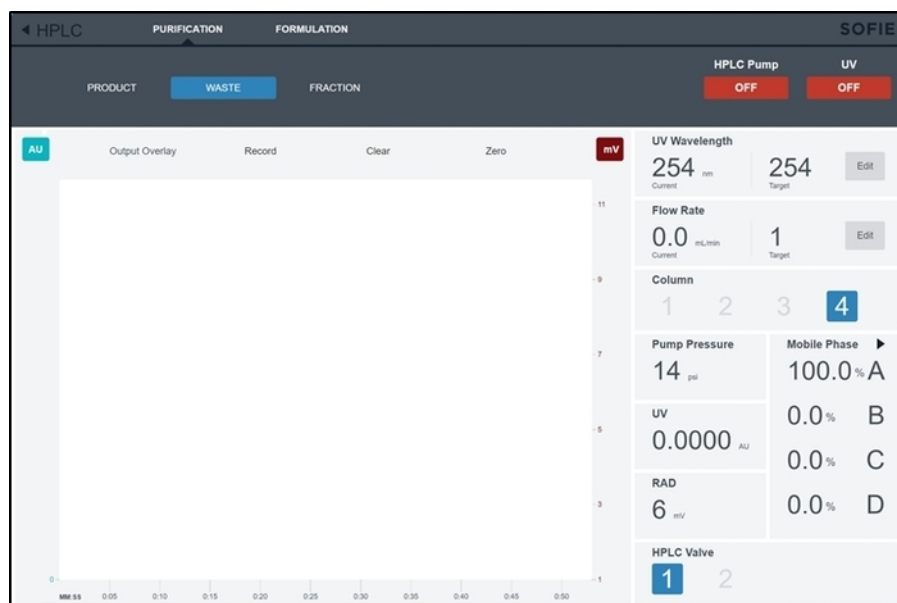 HPLC PURIFICATION FORMULATION SOFIE
HPLC Pump UV
PRODUCT WASTE FRACTION OFF OFF
AU Output Overlay Record Clear Zero mV
UV Wavelength
254 nm 254 Edit
Current Target
Flow Rate
0.0 mL/min 1 Edit
Current Target
Column
1 2 3 4
Pump Pressure
14 psi
UV
0.0000 AU
RAD
6 mV
Mobile Phase
100.0 % A
0.0 % B
0.0 % C
0.0 % D
HPLC Valve
1 2
11
9
7
5
3
1
0
MM:SS 0:05 0:10 0:15 0:20 0:25 0:30 0:35 0:40 0:45 0:50